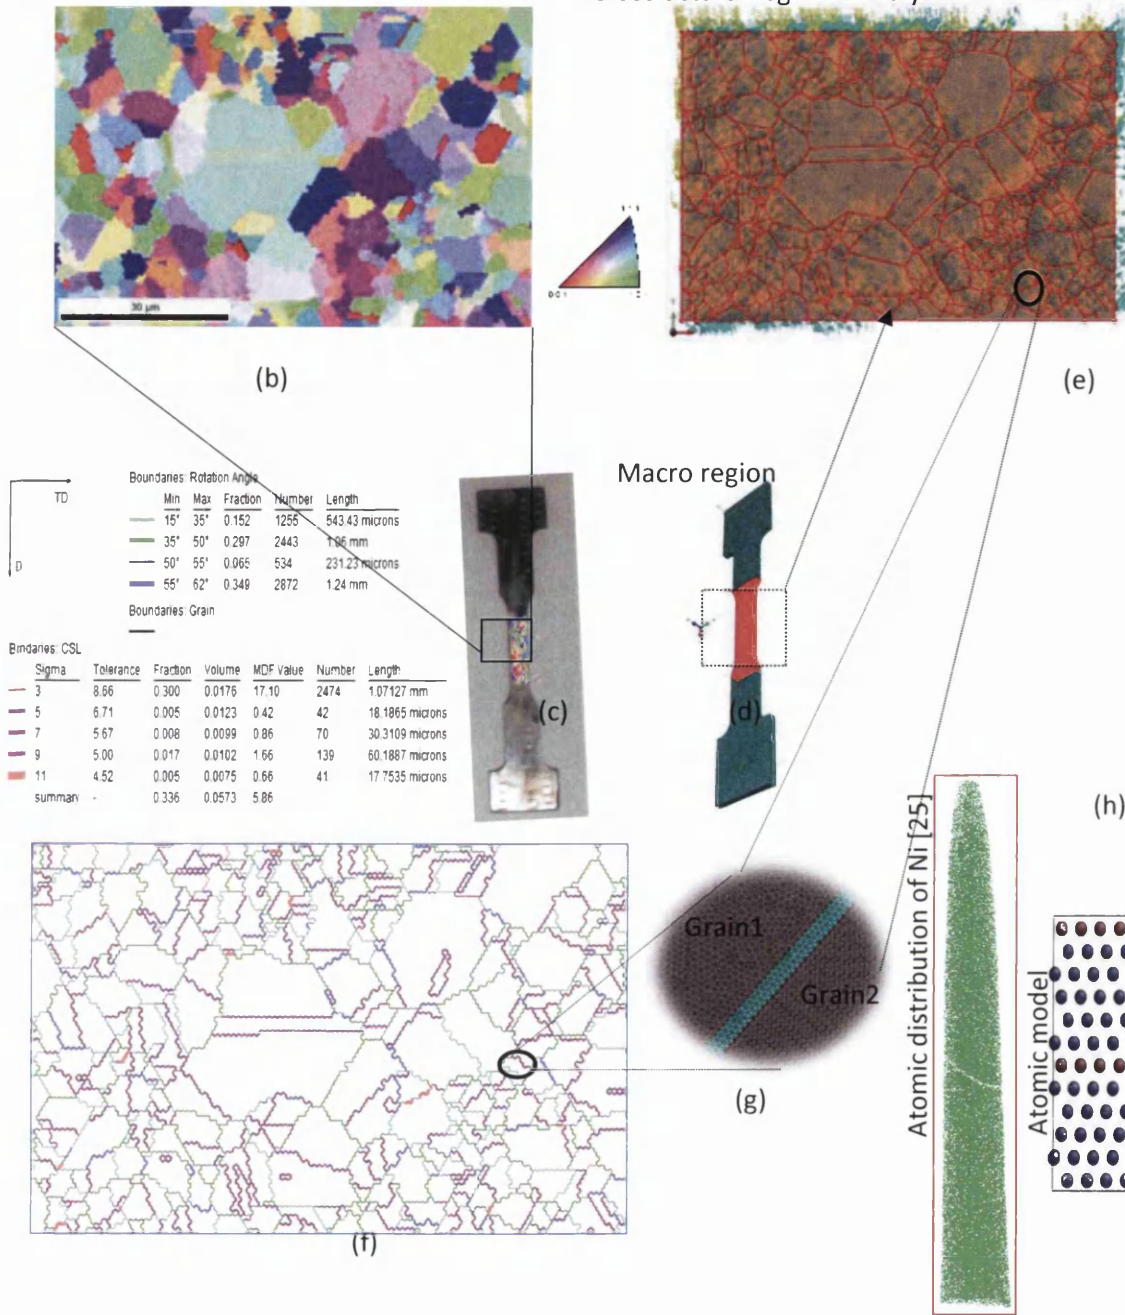 30 µm
111
001
(b)
(e)
Macro region
TD
D
Boundaries: Rotation Angle
Min Max Fraction Number Length
15° 35° 0.152 1255 543.43 microns
35° 50° 0.297 2443 mm
50° 55° 0.065 534 231.23 microns
55° 62° 0.349 2872 1.24 mm
Boundaries: Grain
Bndaries: CSL
Sigma Tolerance Fraction Volume MDF Value Number Length
3 8.66 0.300 0.0176 17.10 2474 1.07127 mm
5 6.71 0.005 0.0123 0.42 42 18.1865 microns
7 5.67 0.008 0.0099 0.86 70 30.3109 microns
9 5.00 0.017 0.0102 1.66 139 60.1887 microns
11 4.52 0.005 0.0075 0.66 41 17.7535 microns
summary - 0.336 0.0573 5.86
(c)
(d)
(h)
Grain1
Grain2
(g)
Atomic distribution of Ni [25]
Atomic model
(f)